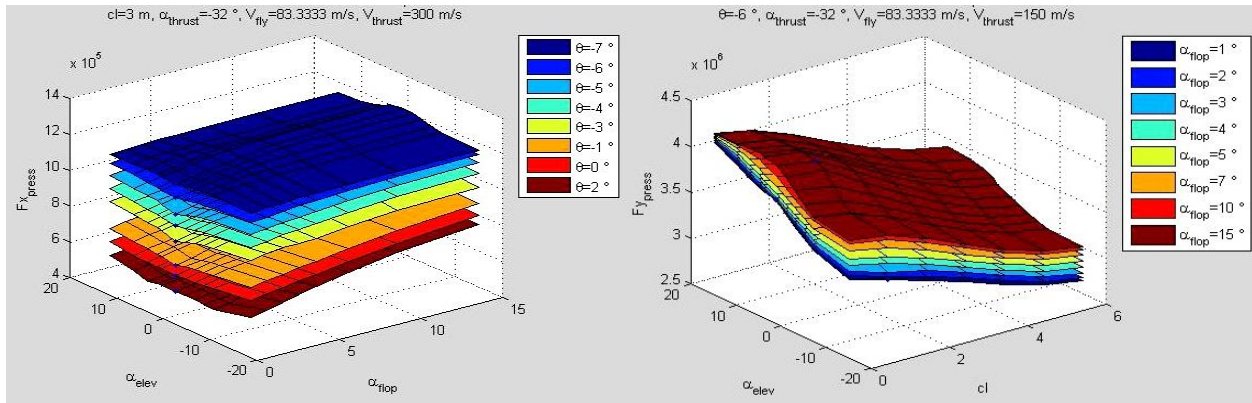 cl=3 m, α_thrust=-32 °, V_fly=83.3333 m/s, V_thrust=300 m/s
x 10^5
14
12
10
8
6
4
Fx_press
20
10
0
-10
-20
α_elev
0
5
10
15
α_flop
θ=-7 °
θ=-6 °
θ=-5 °
θ=-4 °
θ=-3 °
θ=-1 °
θ=0 °
θ=2 °
θ=-6 °, α_thrust=-32 °, V_fly=83.3333 m/s, V_thrust=150 m/s
x 10^6
4.5
4
3.5
3
2.5
Fy_press
20
10
0
-10
-20
α_elev
0
2
4
6
cl
α_flop=1 °
α_flop=2 °
α_flop=3 °
α_flop=4 °
α_flop=5 °
α_flop=7 °
α_flop=10 °
α_flop=15 °